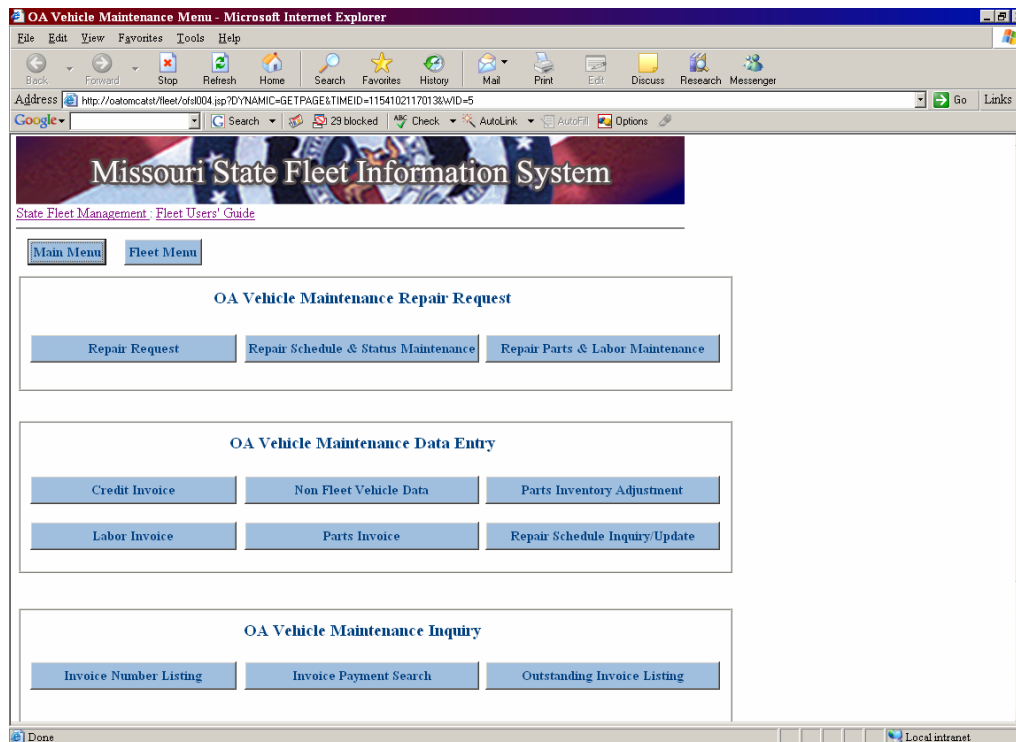 OA Vehicle Maintenance Menu - Microsoft Internet Explorer
File Edit View Favorites Tools Help
Back Forward Stop Refresh Home Search Favorites History Mail Print Edit Discuss Research Messenger
Address http://oatomcatst/fleet/ofsl004.jsp?DYNAMIC=GETPAGE&TIMEID=1154102117013&WID=5 Go Links
Google Search 29 blocked ABC Check AutoLink AutoFill Options
Missouri State Fleet Information System
State Fleet Management : Fleet Users' Guide
Main Menu Fleet Menu
OA Vehicle Maintenance Repair Request
Repair Request Repair Schedule & Status Maintenance Repair Parts & Labor Maintenance
OA Vehicle Maintenance Data Entry
Credit Invoice Non Fleet Vehicle Data Parts Inventory Adjustment
Labor Invoice Parts Invoice Repair Schedule Inquiry/Update
OA Vehicle Maintenance Inquiry
Invoice Number Listing Invoice Payment Search Outstanding Invoice Listing
Done Local intranet